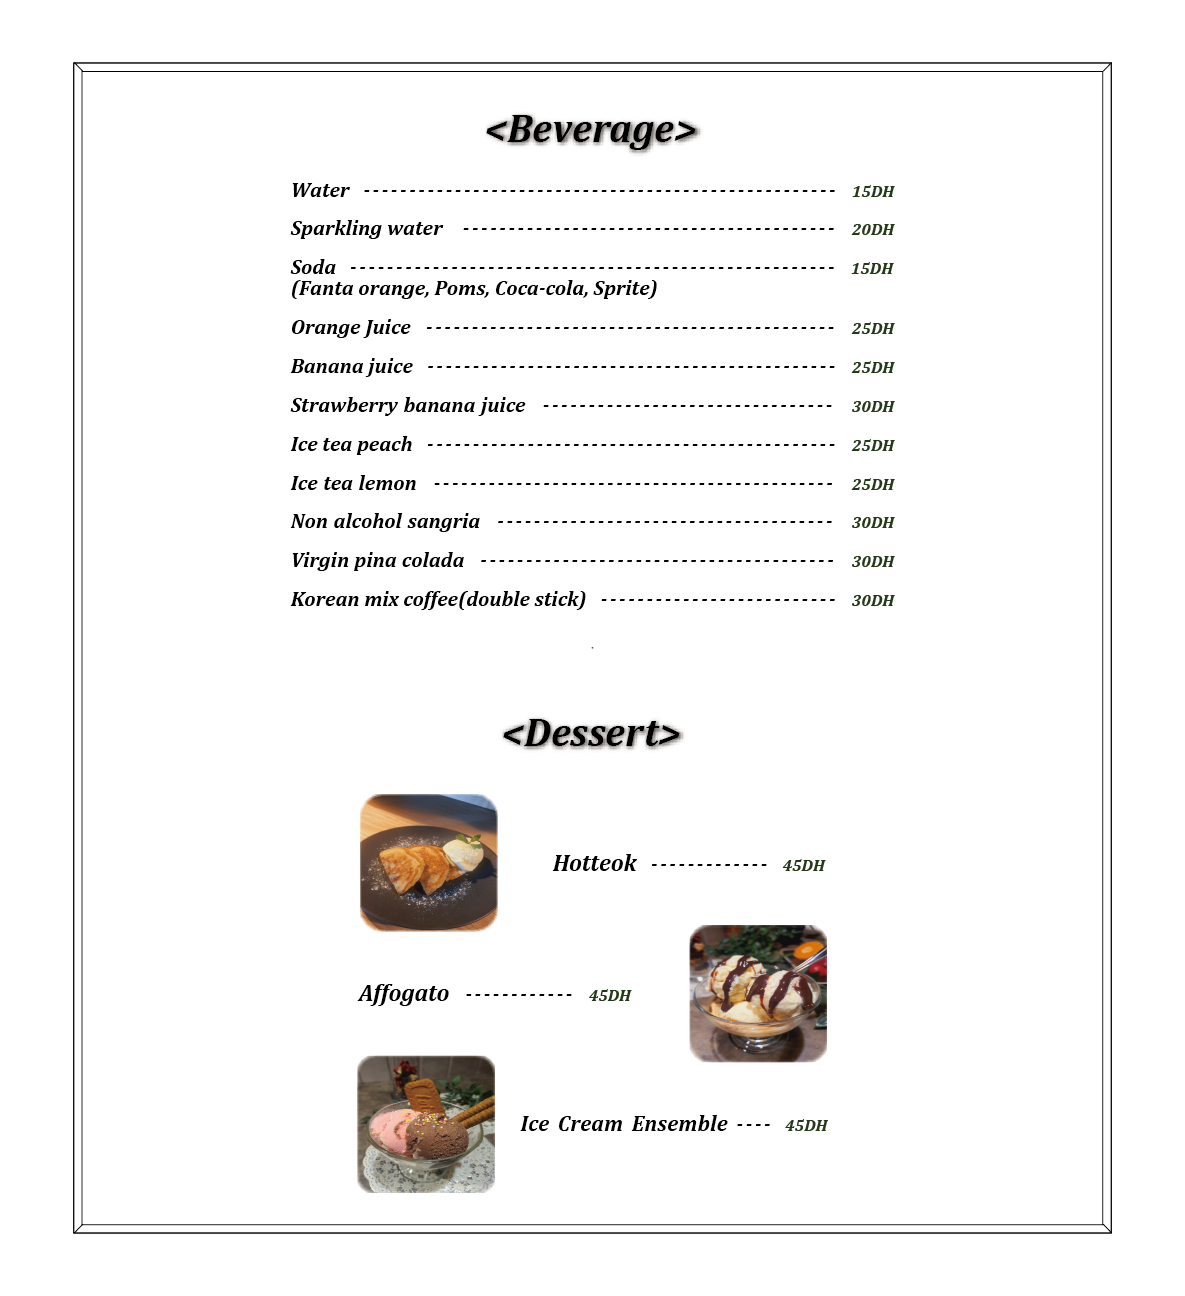 <Beverage>
Water ---------------------------------------------------- 15DH
Sparkling water ----------------------------------------- 20DH
Soda ------------------------------------------------------ 15DH
(Fanta orange, Poms, Coca-cola, Sprite)
Orange Juice --------------------------------------------- 25DH
Banana juice --------------------------------------------- 25DH
Strawberry banana juice -------------------------------- 30DH
Ice tea peach --------------------------------------------- 25DH
Ice tea lemon -------------------------------------------- 25DH
Non alcohol sangria ------------------------------------- 30DH
Virgin pina colada --------------------------------------- 30DH
Korean mix coffee(double stick) -------------------------- 30DH
.
<Dessert>
Hotteok ------------- 45DH
Affogato ------------ 45DH
Ice Cream Ensemble ---- 45DH